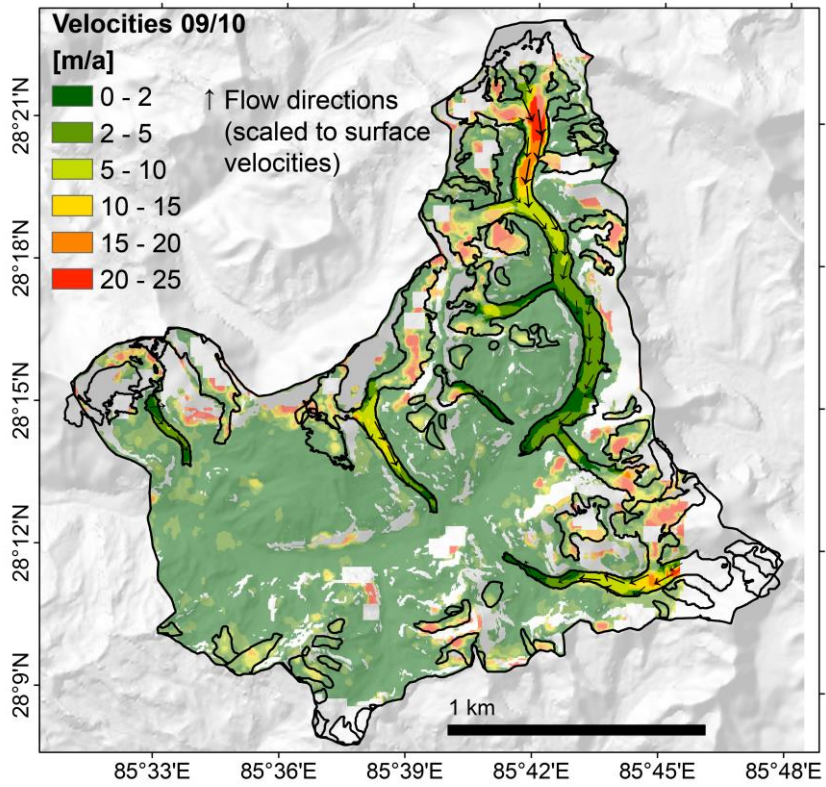 Velocities 09/10
[m/a]
0 - 2
2 - 5
5 - 10
10 - 15
15 - 20
20 - 25
↑ Flow directions
(scaled to surface
velocities)
28°21'N
28°18'N
28°15'N
28°12'N
28°9'N
1 km
85°33'E
85°36'E
85°39'E
85°42'E
85°45'E
85°48'E